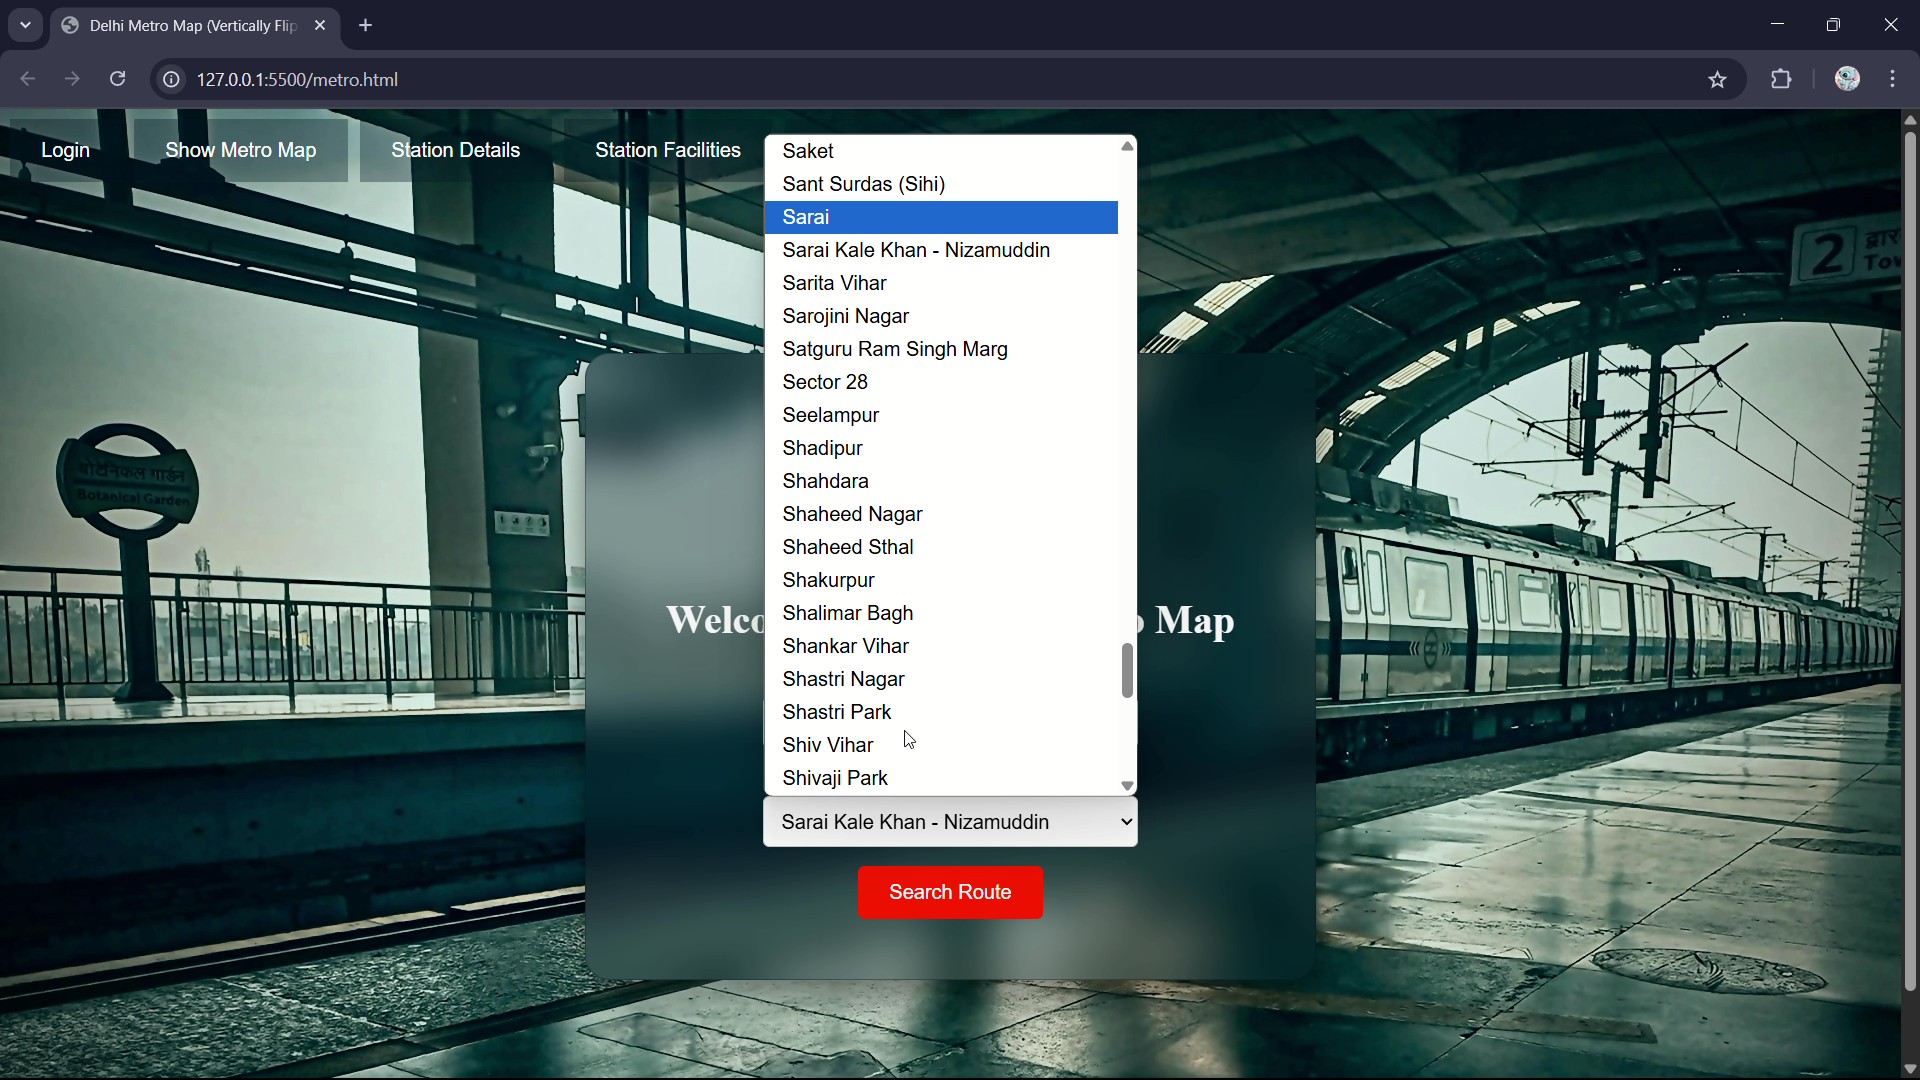 Delhi Metro Map (Vertically Flip
127.0.0.1:5500/metro.html
Login
Show Metro Map
Station Details
Station Facilities
Saket
Sant Surdas (Sihi)
Sarai
Sarai Kale Khan - Nizamuddin
Sarita Vihar
Sarojini Nagar
Satguru Ram Singh Marg
Sector 28
Seelampur
Shadipur
Shahdara
Shaheed Nagar
Shaheed Sthal
Shakurpur
Shalimar Bagh
Shankar Vihar
Shastri Nagar
Shastri Park
Shiv Vihar
Shivaji Park
Map
Sarai Kale Khan - Nizamuddin
Search Route
बोटेनिकल गार्डन
Botanical Garden
2